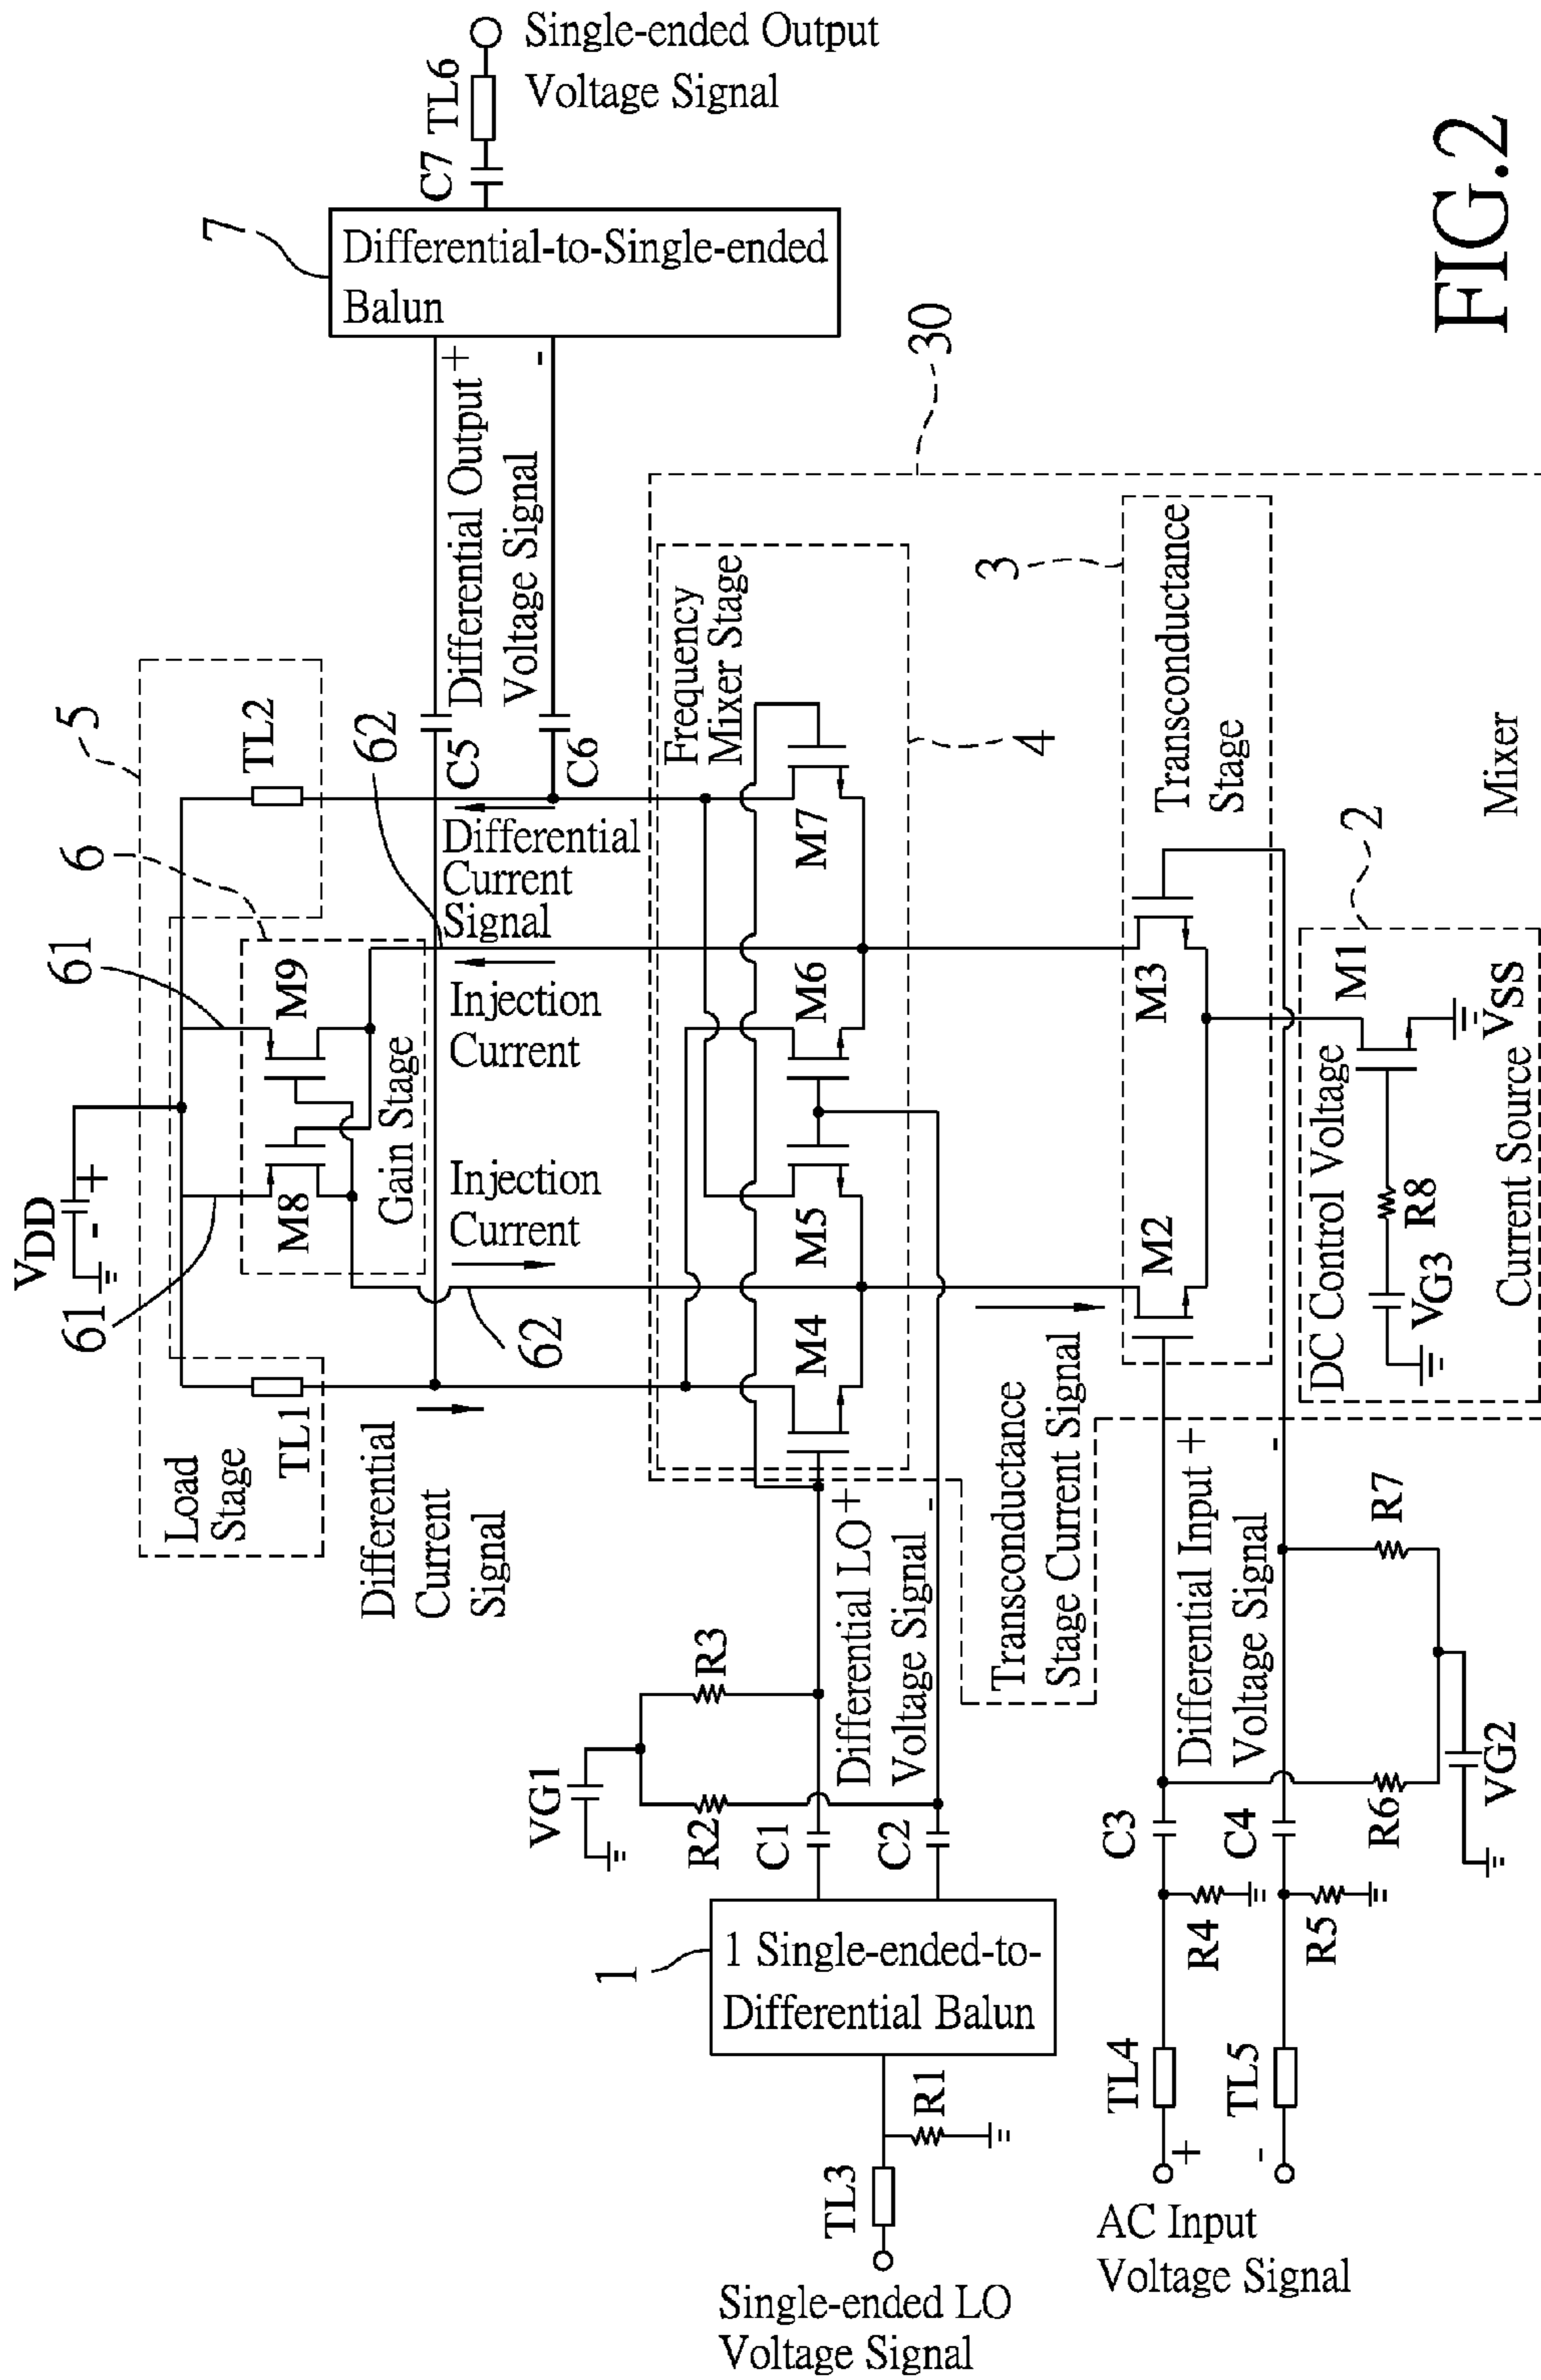 FIG.2
VDD
+
-
61
61
6
5
Load
Stage
TL1
TL2
M8
M9
Gain Stage
62
62
Differential
Current
Signal
Injection
Current
Injection
Current
Differential
Current
Signal
C5
C6
Differential Output +
Voltage Signal -
7
Differential-to-Single-ended
Balun
C7
TL6
Single-ended Output
Voltage Signal
30
Frequency
Mixer Stage
4
M4
M5
M6
M7
VG1
R2
R3
C1
C2
Differential LO +
Voltage Signal -
1
1 Single-ended-to-
Differential Balun
R1
TL3
Single-ended LO
Voltage Signal
Transconductance
Stage Current Signal
3
Transconductance
Stage
M2
M3
Differential Input +
Voltage Signal -
C3
C4
R4
R5
R6
R7
VG2
TL4
TL5
+
-
AC Input
Voltage Signal
2
DC Control Voltage
M1
R8
VG3
VSS
Current Source
Mixer